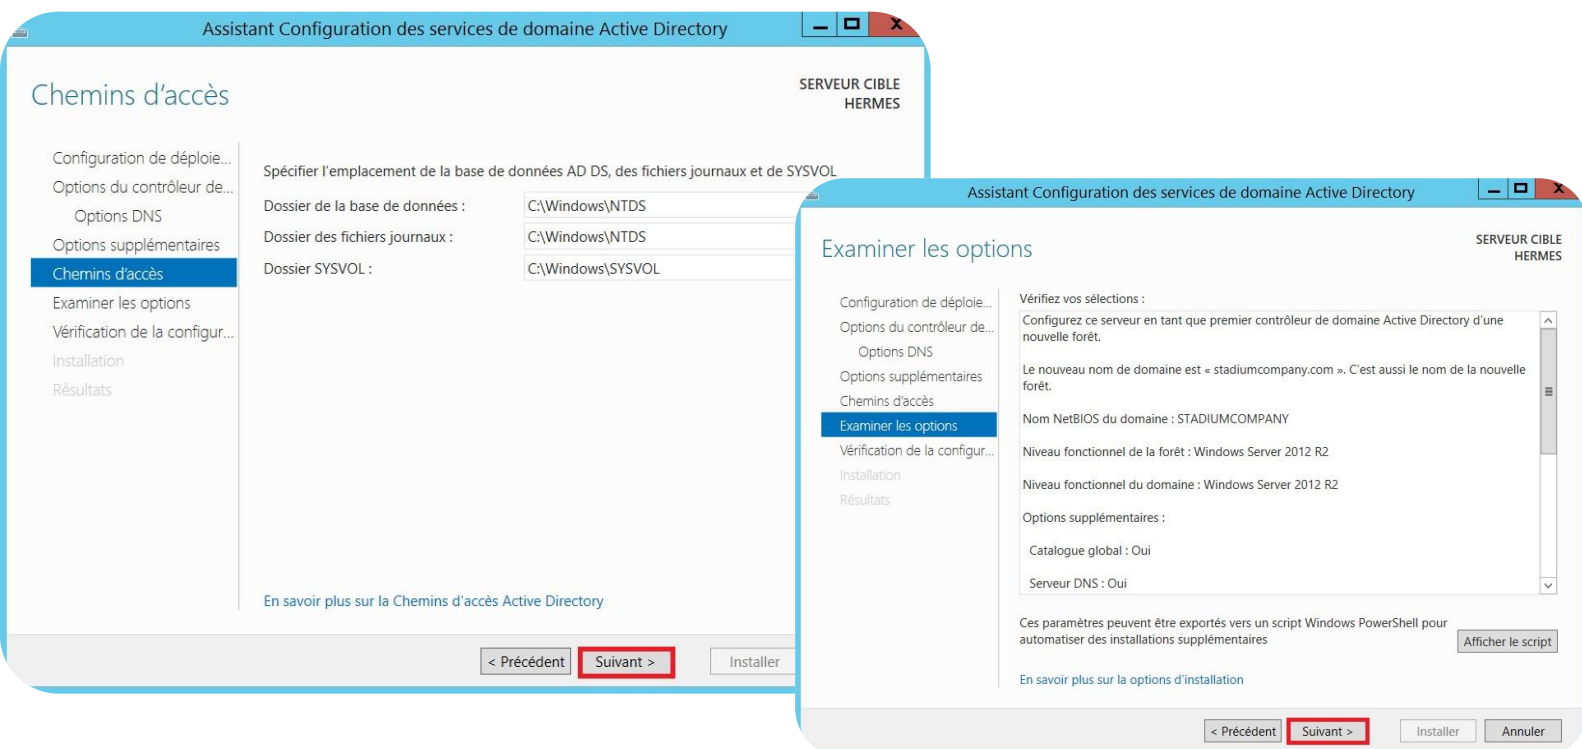 Assistant Configuration des services de domaine Active Directory
Chemins d'accès
SERVEUR CIBLE
HERMES
Configuration de déploie...
Options du contrôleur de...
Options DNS
Options supplémentaires
Chemins d'accès
Examiner les options
Vérification de la configur...
Installation
Résultats
Spécifier l'emplacement de la base de données AD DS, des fichiers journaux et de SYSVOL
Dossier de la base de données :
C:\Windows\NTDS
Dossier des fichiers journaux :
C:\Windows\NTDS
Dossier SYSVOL :
C:\Windows\SYSVOL
En savoir plus sur la Chemins d'accès Active Directory
< Précédent
Suivant >
Installer
Assistant Configuration des services de domaine Active Directory
Examiner les options
SERVEUR CIBLE
HERMES
Configuration de déploie...
Options du contrôleur de...
Options DNS
Options supplémentaires
Chemins d'accès
Examiner les options
Vérification de la configur...
Installation
Résultats
Vérifiez vos sélections :
Configurez ce serveur en tant que premier contrôleur de domaine Active Directory d'une
nouvelle forêt.
Le nouveau nom de domaine est « stadiumcompany.com ». C'est aussi le nom de la nouvelle
forêt.
Nom NetBIOS du domaine : STADIUMCOMPANY
Niveau fonctionnel de la forêt : Windows Server 2012 R2
Niveau fonctionnel du domaine : Windows Server 2012 R2
Options supplémentaires :
Catalogue global : Oui
Serveur DNS : Oui
Ces paramètres peuvent être exportés vers un script Windows PowerShell pour
automatiser des installations supplémentaires
Afficher le script
En savoir plus sur la options d'installation
< Précédent
Suivant >
Installer
Annuler